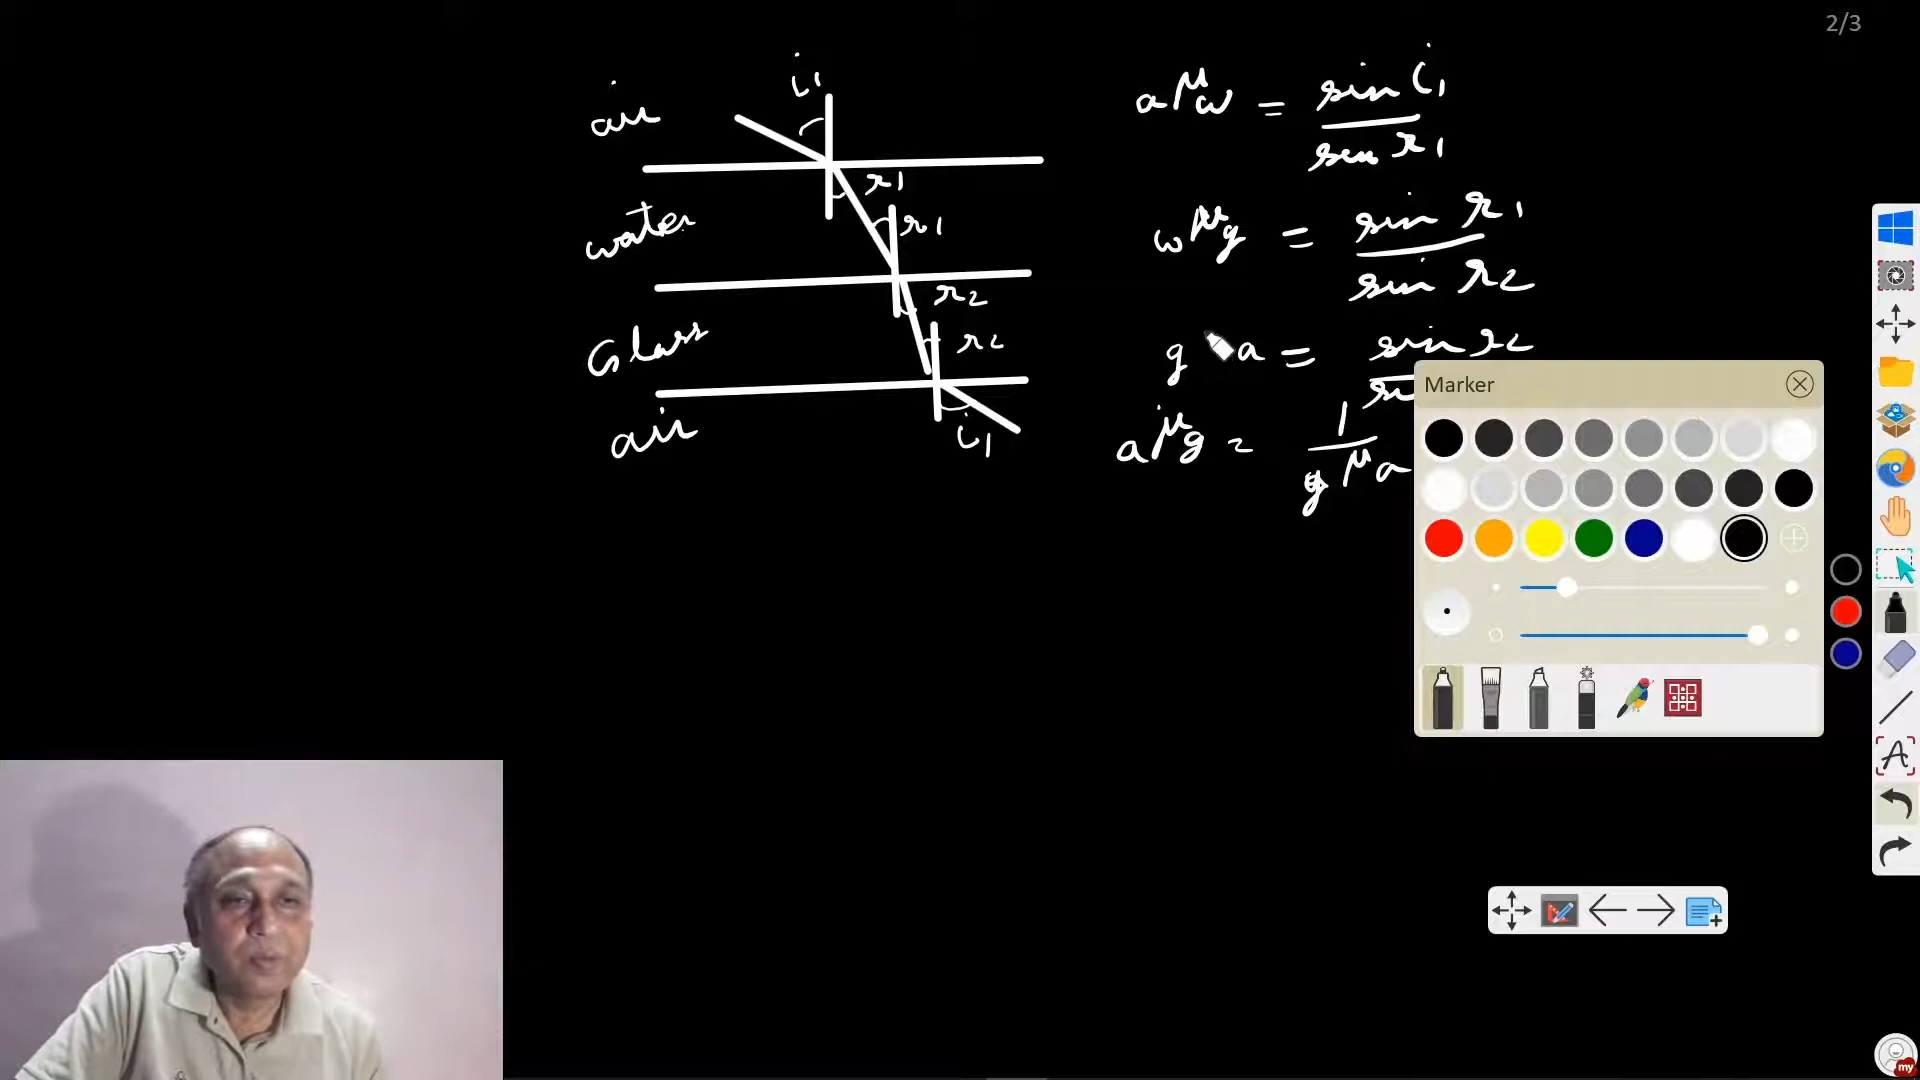 2/3
i1
air
aμw = sin i1 / sin r1
r1
water
r1
wμg = sin r1 / sin r2
r2
Glass
r2
g a = sin r2
Marker
air
i1
aμg = 1 / gμa
A
my